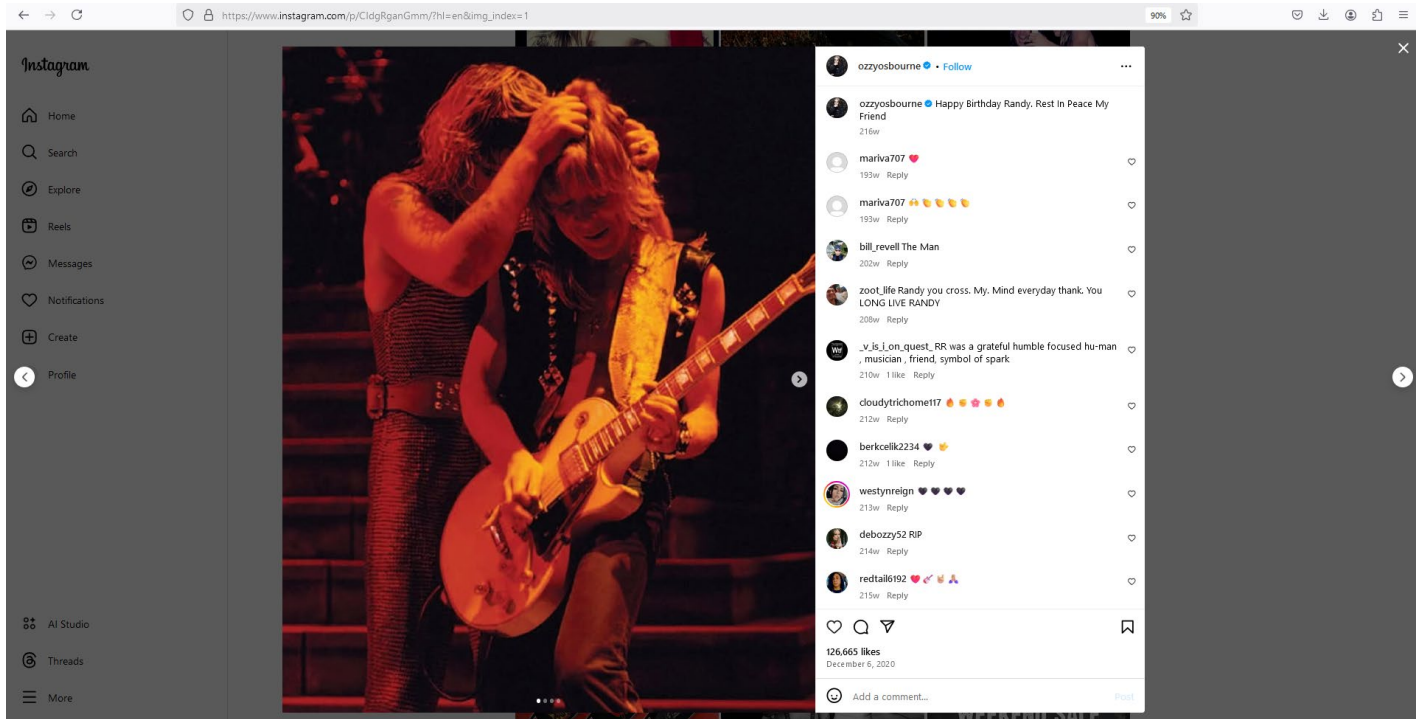 https://www.instagram.com/p/CIdgRganGmm/?hl=en&img_index=1
90%
Instagram
Home
Search
Explore
Reels
Messages
Notifications
Create
Profile
AI Studio
Threads
More
ozzyosbourne • Follow
ozzyosbourne Happy Birthday Randy. Rest In Peace My
Friend
216w
mariva707 ❤️
193w Reply
mariva707 🙌 👏 👏 👏 👏
193w Reply
bill_revell The Man
202w Reply
zoot_life Randy you cross. My. Mind everyday thank. You
LONG LIVE RANDY
208w Reply
_v_is_i_on_quest_ RR was a grateful humble focused hu-man
, musician , friend, symbol of spark
210w 1 like Reply
cloudytrichome117 🔥 ✊ 🌸 ✊ 🔥
212w Reply
berkcelik2234 🖤 🤟
212w 1 like Reply
westynreign 🖤 🖤 🖤 🖤
213w Reply
debozzy52 RIP
214w Reply
redtail6192 ❤️ 🎸 🤘 🙏
215w Reply
126,665 likes
December 6, 2020
Add a comment...
Post
WEEKEND SALE